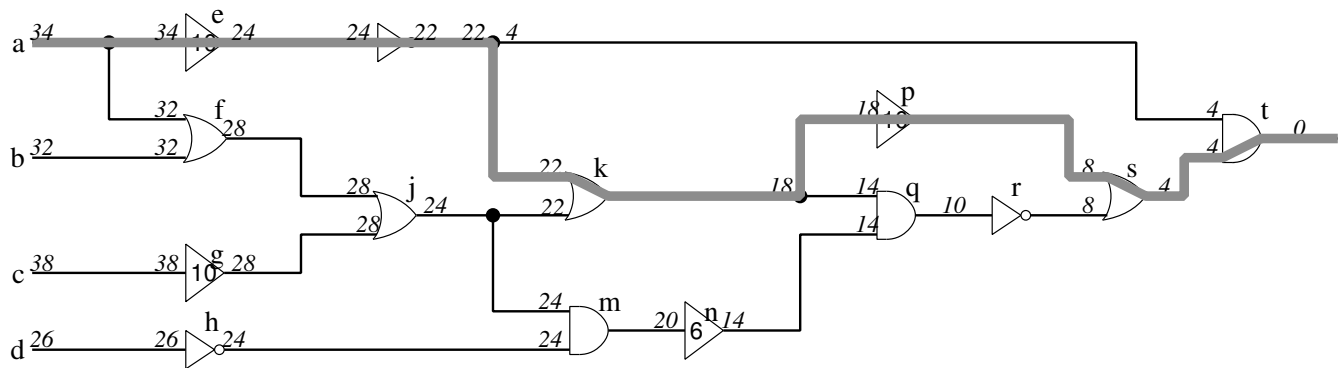 e
a 34 34 10 24 24 22 22 4
p
32 f 18 10 4 t
28 0
b 32 32 4
22 k 8 s
28 j 18 14 q r 4
24 22 10 8
28 14
c 38 38 g 10 28
24 m
h 20 n 14
6
d 26 26 24 24